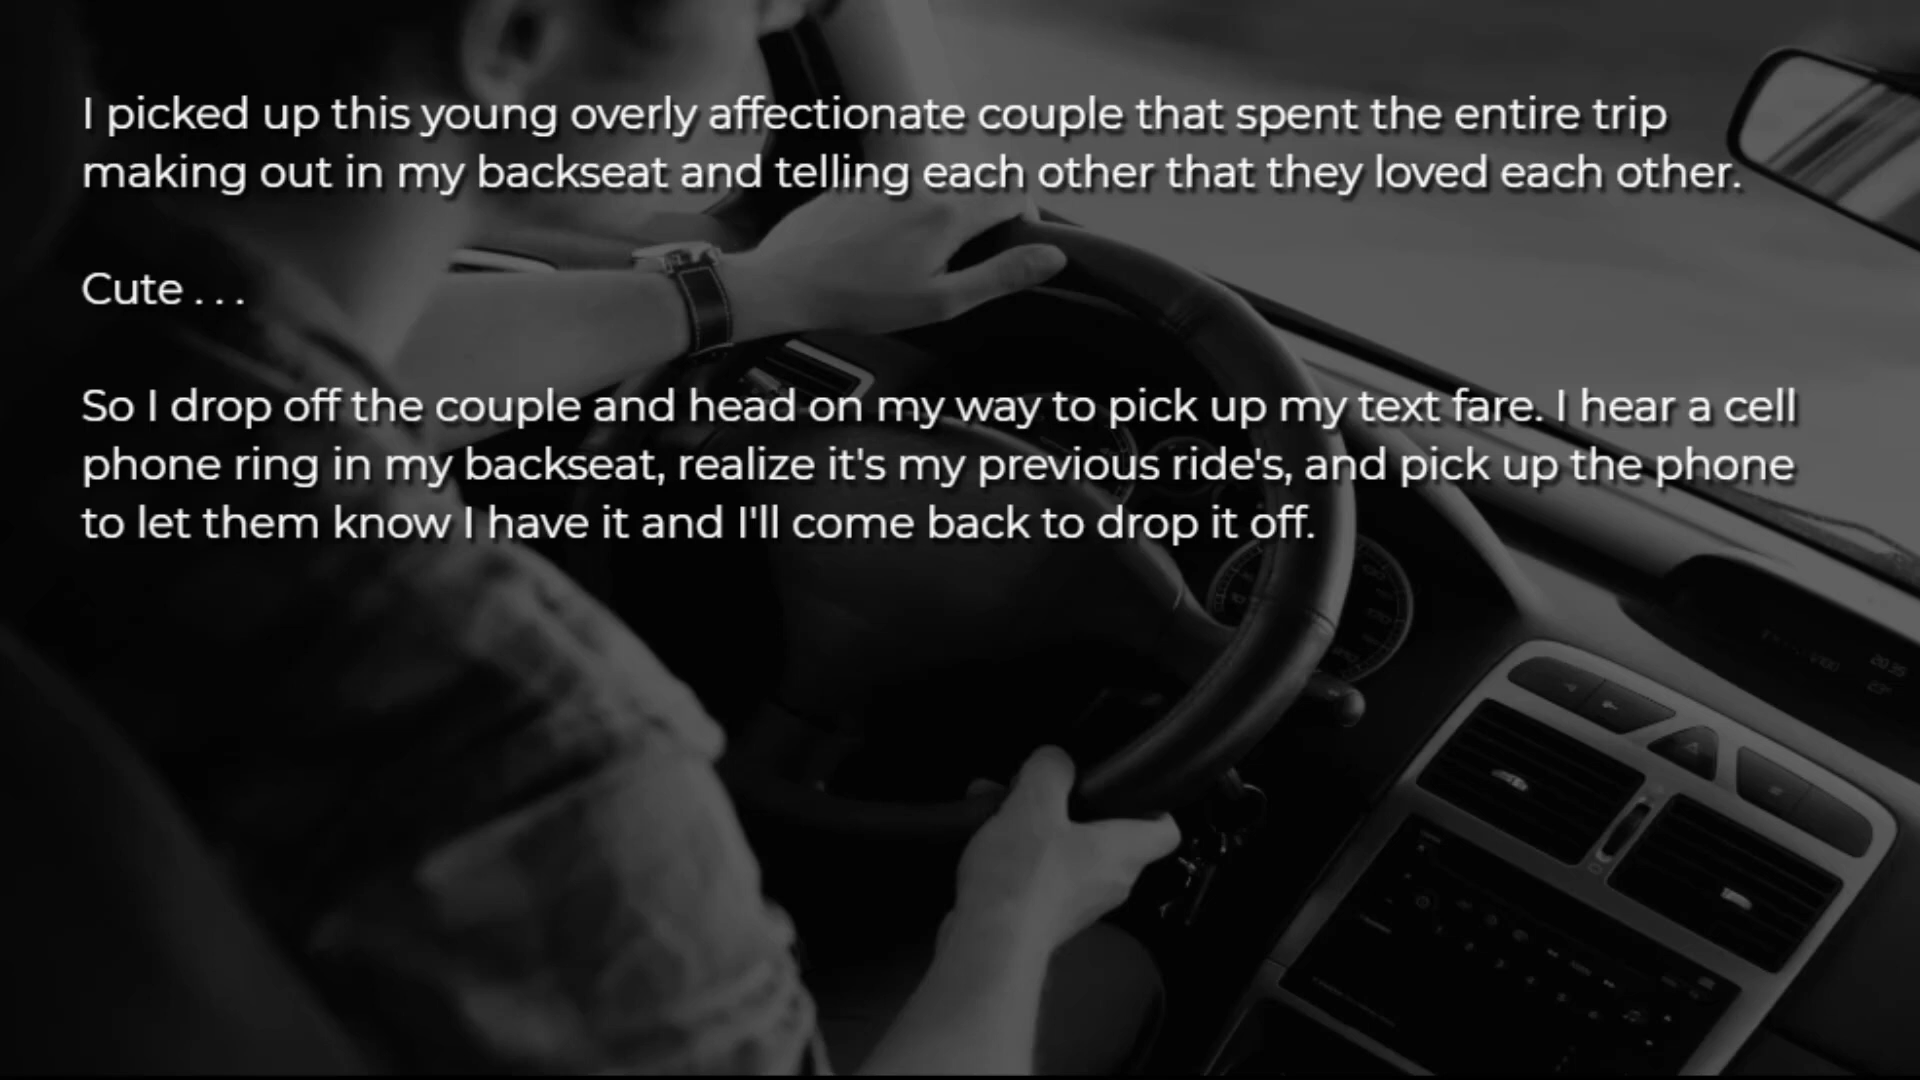 I picked up this young overly affectionate couple that spent the entire trip
making out in my backseat and telling each other that they loved each other.
Cute . . .
So I drop off the couple and head on my way to pick up my text fare. I hear a cell
phone ring in my backseat, realize it's my previous ride's, and pick up the phone
to let them know I have it and I'll come back to drop it off.